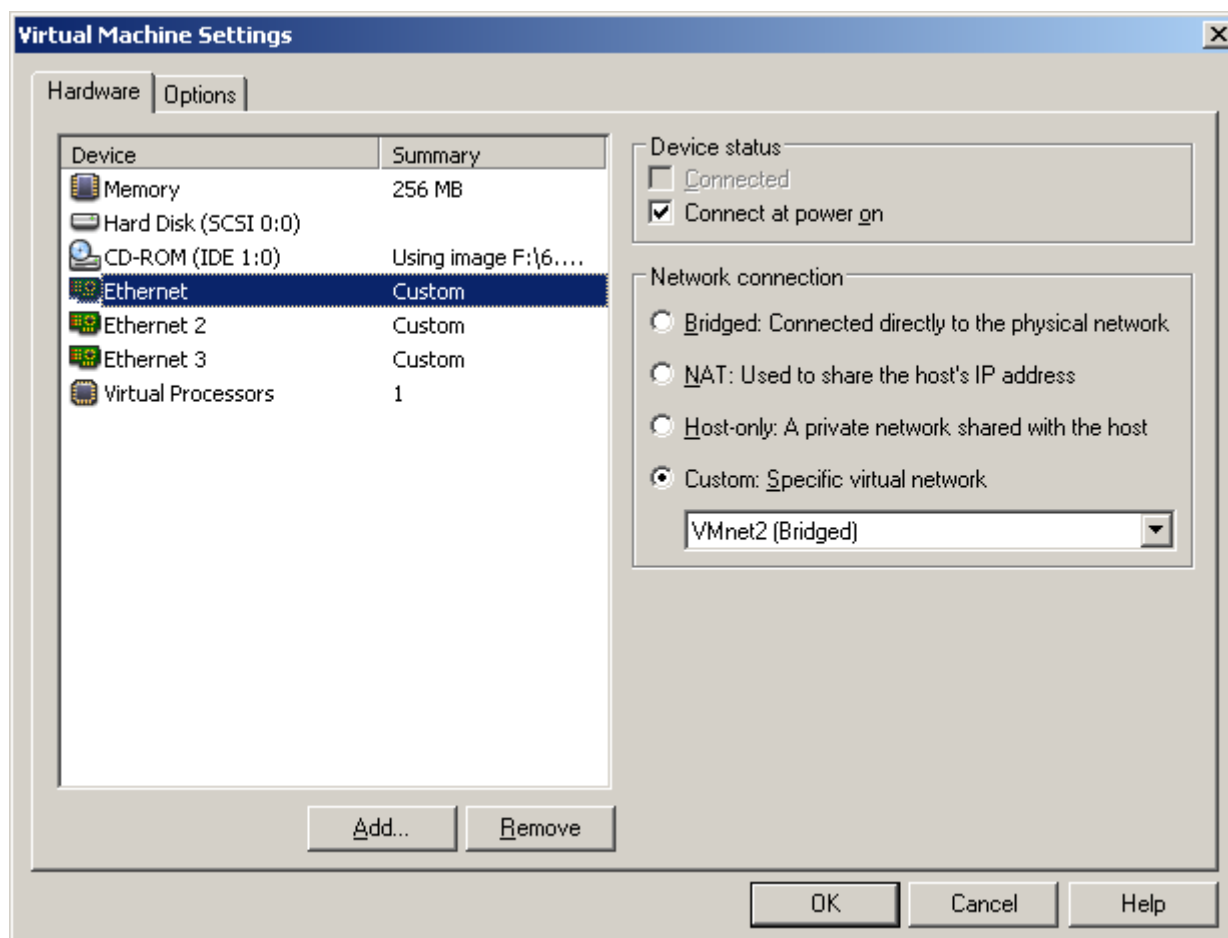 Virtual Machine Settings
Hardware Options
Device Summary
Memory 256 MB
Hard Disk (SCSI 0:0)
CD-ROM (IDE 1:0) Using image F:\6....
Ethernet Custom
Ethernet 2 Custom
Ethernet 3 Custom
Virtual Processors 1
Add... Remove
Device status
Connected
Connect at power on
Network connection
Bridged: Connected directly to the physical network
NAT: Used to share the host's IP address
Host-only: A private network shared with the host
Custom: Specific virtual network
VMnet2 (Bridged)
OK Cancel Help